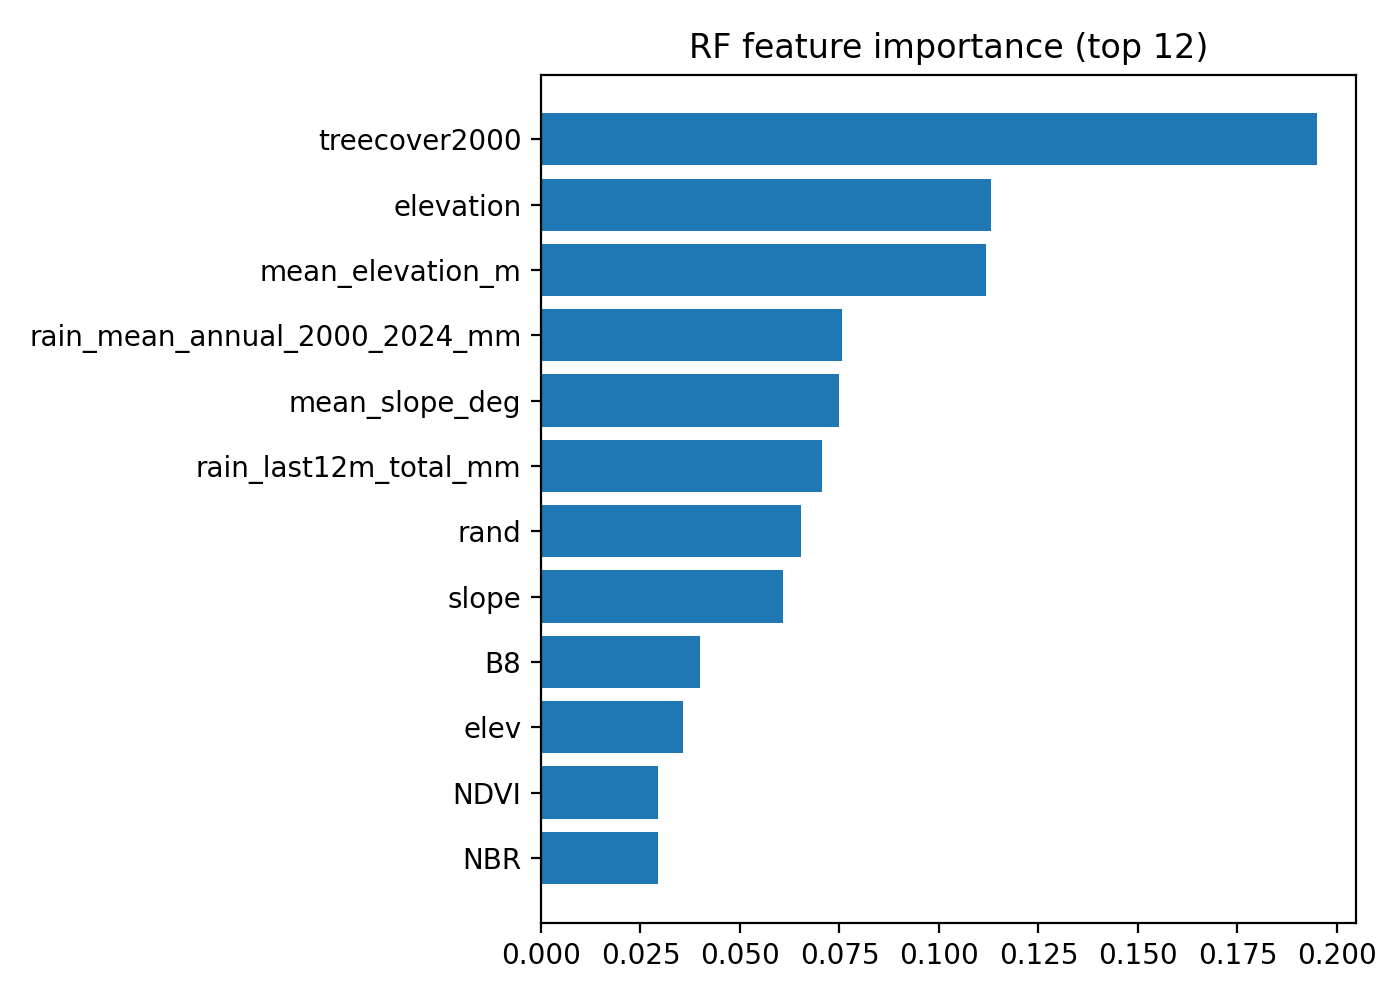 RF feature importance (top 12)
treecover2000
elevation
mean_elevation_m
rain_mean_annual_2000_2024_mm
mean_slope_deg
rain_last12m_total_mm
rand
slope
B8
elev
NDVI
NBR
0.000 0.025 0.050 0.075 0.100 0.125 0.150 0.175 0.200